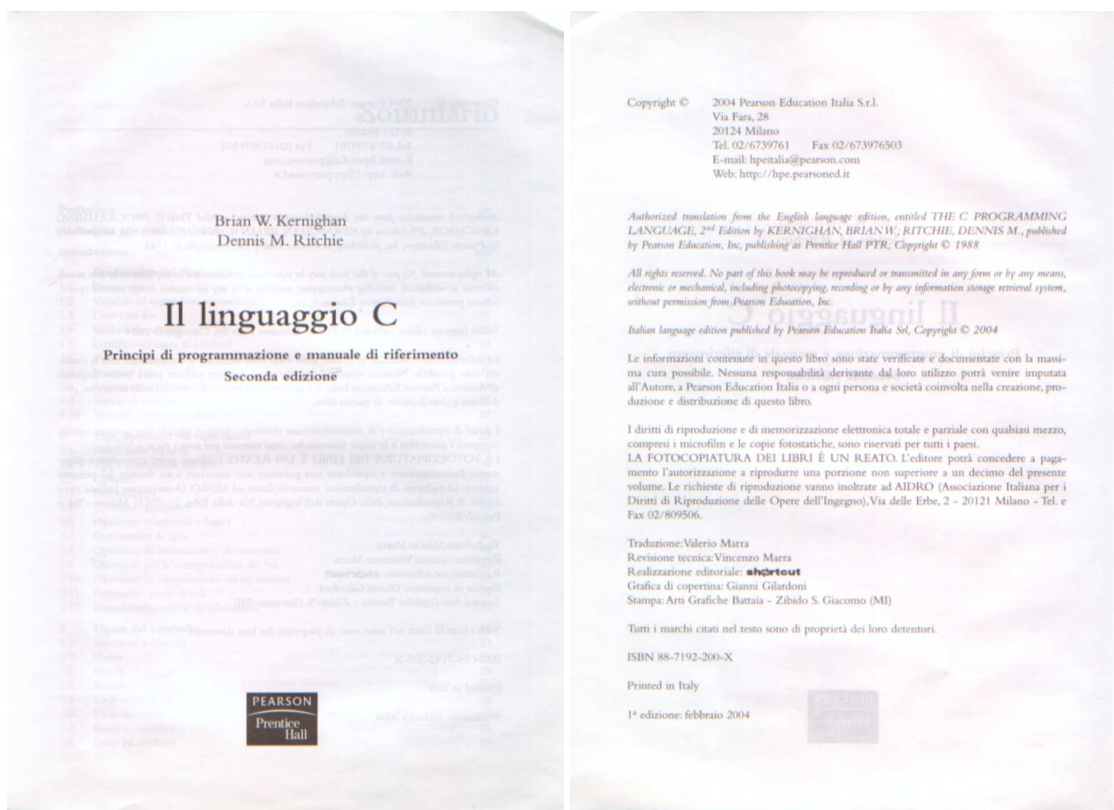 Brian W. Kernighan
Dennis M. Ritchie
Il linguaggio C
Principi di programmazione e manuale di riferimento
Seconda edizione
PEARSON
Prentice
Hall
Copyright © 2004 Pearson Education Italia S.r.l.
Via Fara, 28
20124 Milano
Tel. 02/6739761 Fax 02/673976503
E-mail: hpeitalia@pearson.com
Web: http://hpe.pearsoned.it
Authorized translation from the English language edition, entitled THE C PROGRAMMING
LANGUAGE, 2nd Edition by KERNIGHAN, BRIAN W.; RITCHIE, DENNIS M., published
by Pearson Education, Inc, publishing as Prentice Hall PTR, Copyright © 1988
All rights reserved. No part of this book may be reproduced or transmitted in any form or by any means,
electronic or mechanical, including photocopying, recording or by any information storage retrieval system,
without permission from Pearson Education, Inc.
Italian language edition published by Pearson Education Italia Srl, Copyright © 2004
Le informazioni contenute in questo libro sono state verificate e documentate con la massi-
ma cura possibile. Nessuna responsabilità derivante dal loro utilizzo potrà venire imputata
all'Autore, a Pearson Education Italia o a ogni persona e società coinvolta nella creazione, pro-
duzione e distribuzione di questo libro.
I diritti di riproduzione e di memorizzazione elettronica totale e parziale con qualsiasi mezzo,
compresi i microfilm e le copie fotostatiche, sono riservati per tutti i paesi.
LA FOTOCOPIATURA DEI LIBRI È UN REATO. L'editore potrà concedere a paga-
mento l'autorizzazione a riprodurre una porzione non superiore a un decimo del presente
volume. Le richieste di riproduzione vanno inoltrate ad AIDRO (Associazione Italiana per i
Diritti di Riproduzione delle Opere dell'Ingegno), Via delle Erbe, 2 - 20121 Milano - Tel. e
Fax 02/809506.
Traduzione: Valerio Marra
Revisione tecnica: Vincenzo Marra
Realizzazione editoriale: shortout
Grafica di copertina: Gianni Gilardoni
Stampa: Arti Grafiche Battaia – Zibido S. Giacomo (MI)
Tutti i marchi citati nel testo sono di proprietà dei loro detentori.
ISBN 88-7192-200-X
Printed in Italy
1ª edizione: febbraio 2004